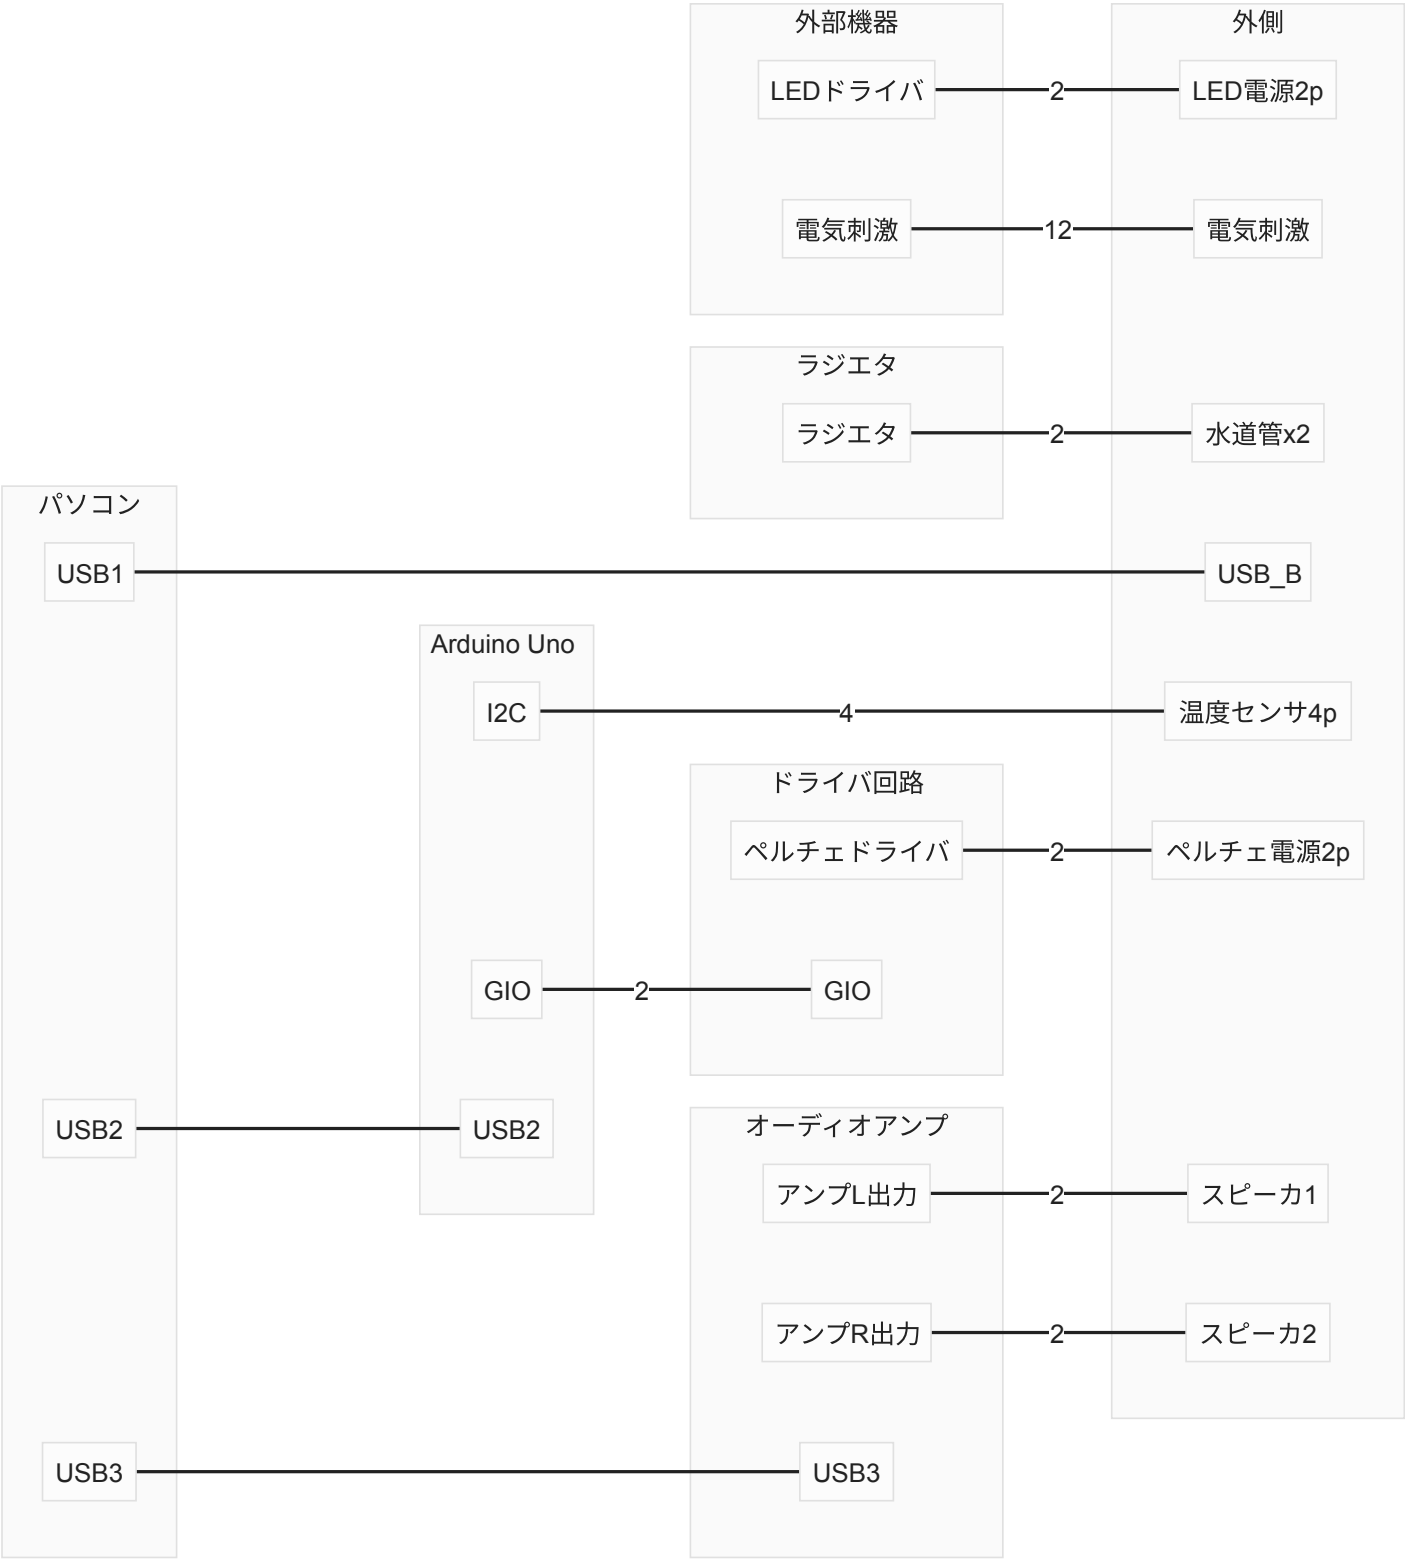 外部機器
外側
LEDドライバ
2
LED電源2p
電気刺激
12
電気刺激
ラジエタ
ラジエタ
2
水道管x2
パソコン
USB1
USB_B
Arduino Uno
I2C
4
温度センサ4p
ドライバ回路
ペルチェドライバ
2
ペルチェ電源2p
GIO
2
GIO
USB2
USB2
オーディオアンプ
アンプL出力
2
スピーカ1
アンプR出力
2
スピーカ2
USB3
USB3